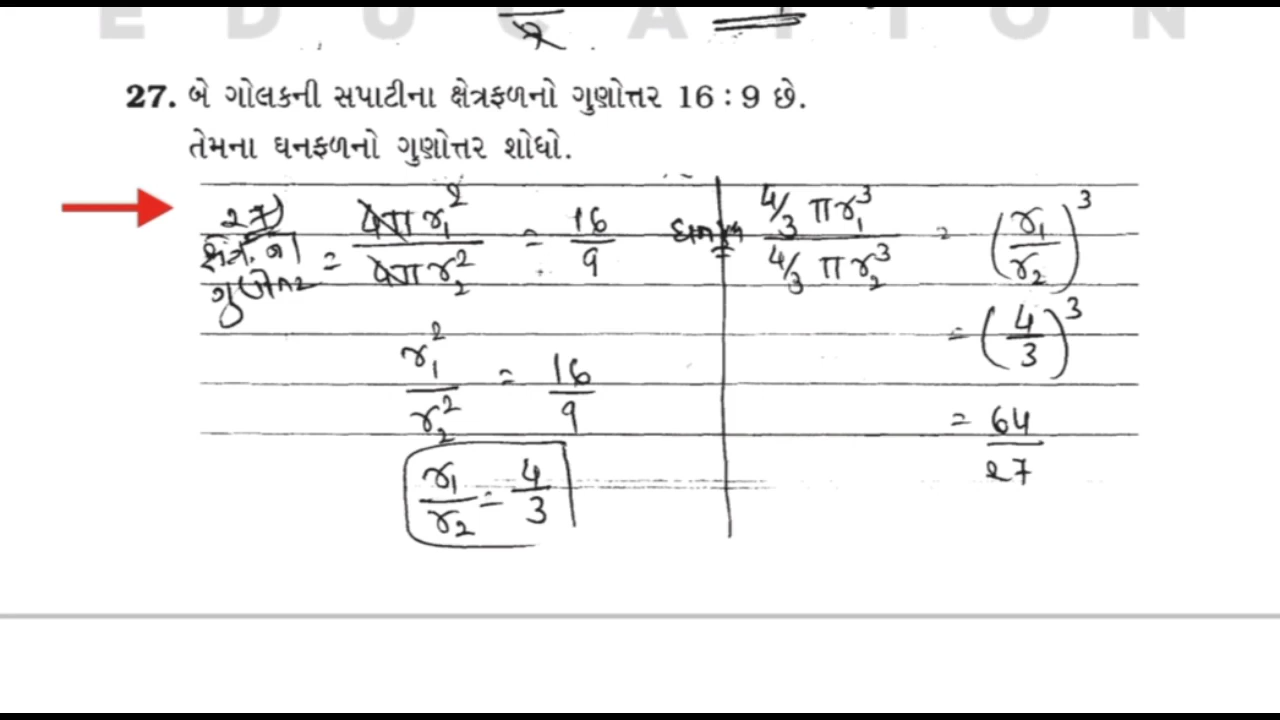 EDUCATION
27. બે ગોલકની સપાટીના ક્ષેત્રફળનો ગુણોત્તર 16 : 9 છે.
તેમના ઘનફળનો ગુણોત્તર શોધો.
27)
ગુણોત્તર = 4πr₁² / 4πr₂² = 16/9
r₁² / r₂² = 16/9
r₁/r₂ = 4/3
ઘનફળ 4/3 πr₁³ / 4/3 πr₂³ = (r₁/r₂)³
= (4/3)³
= 64/27